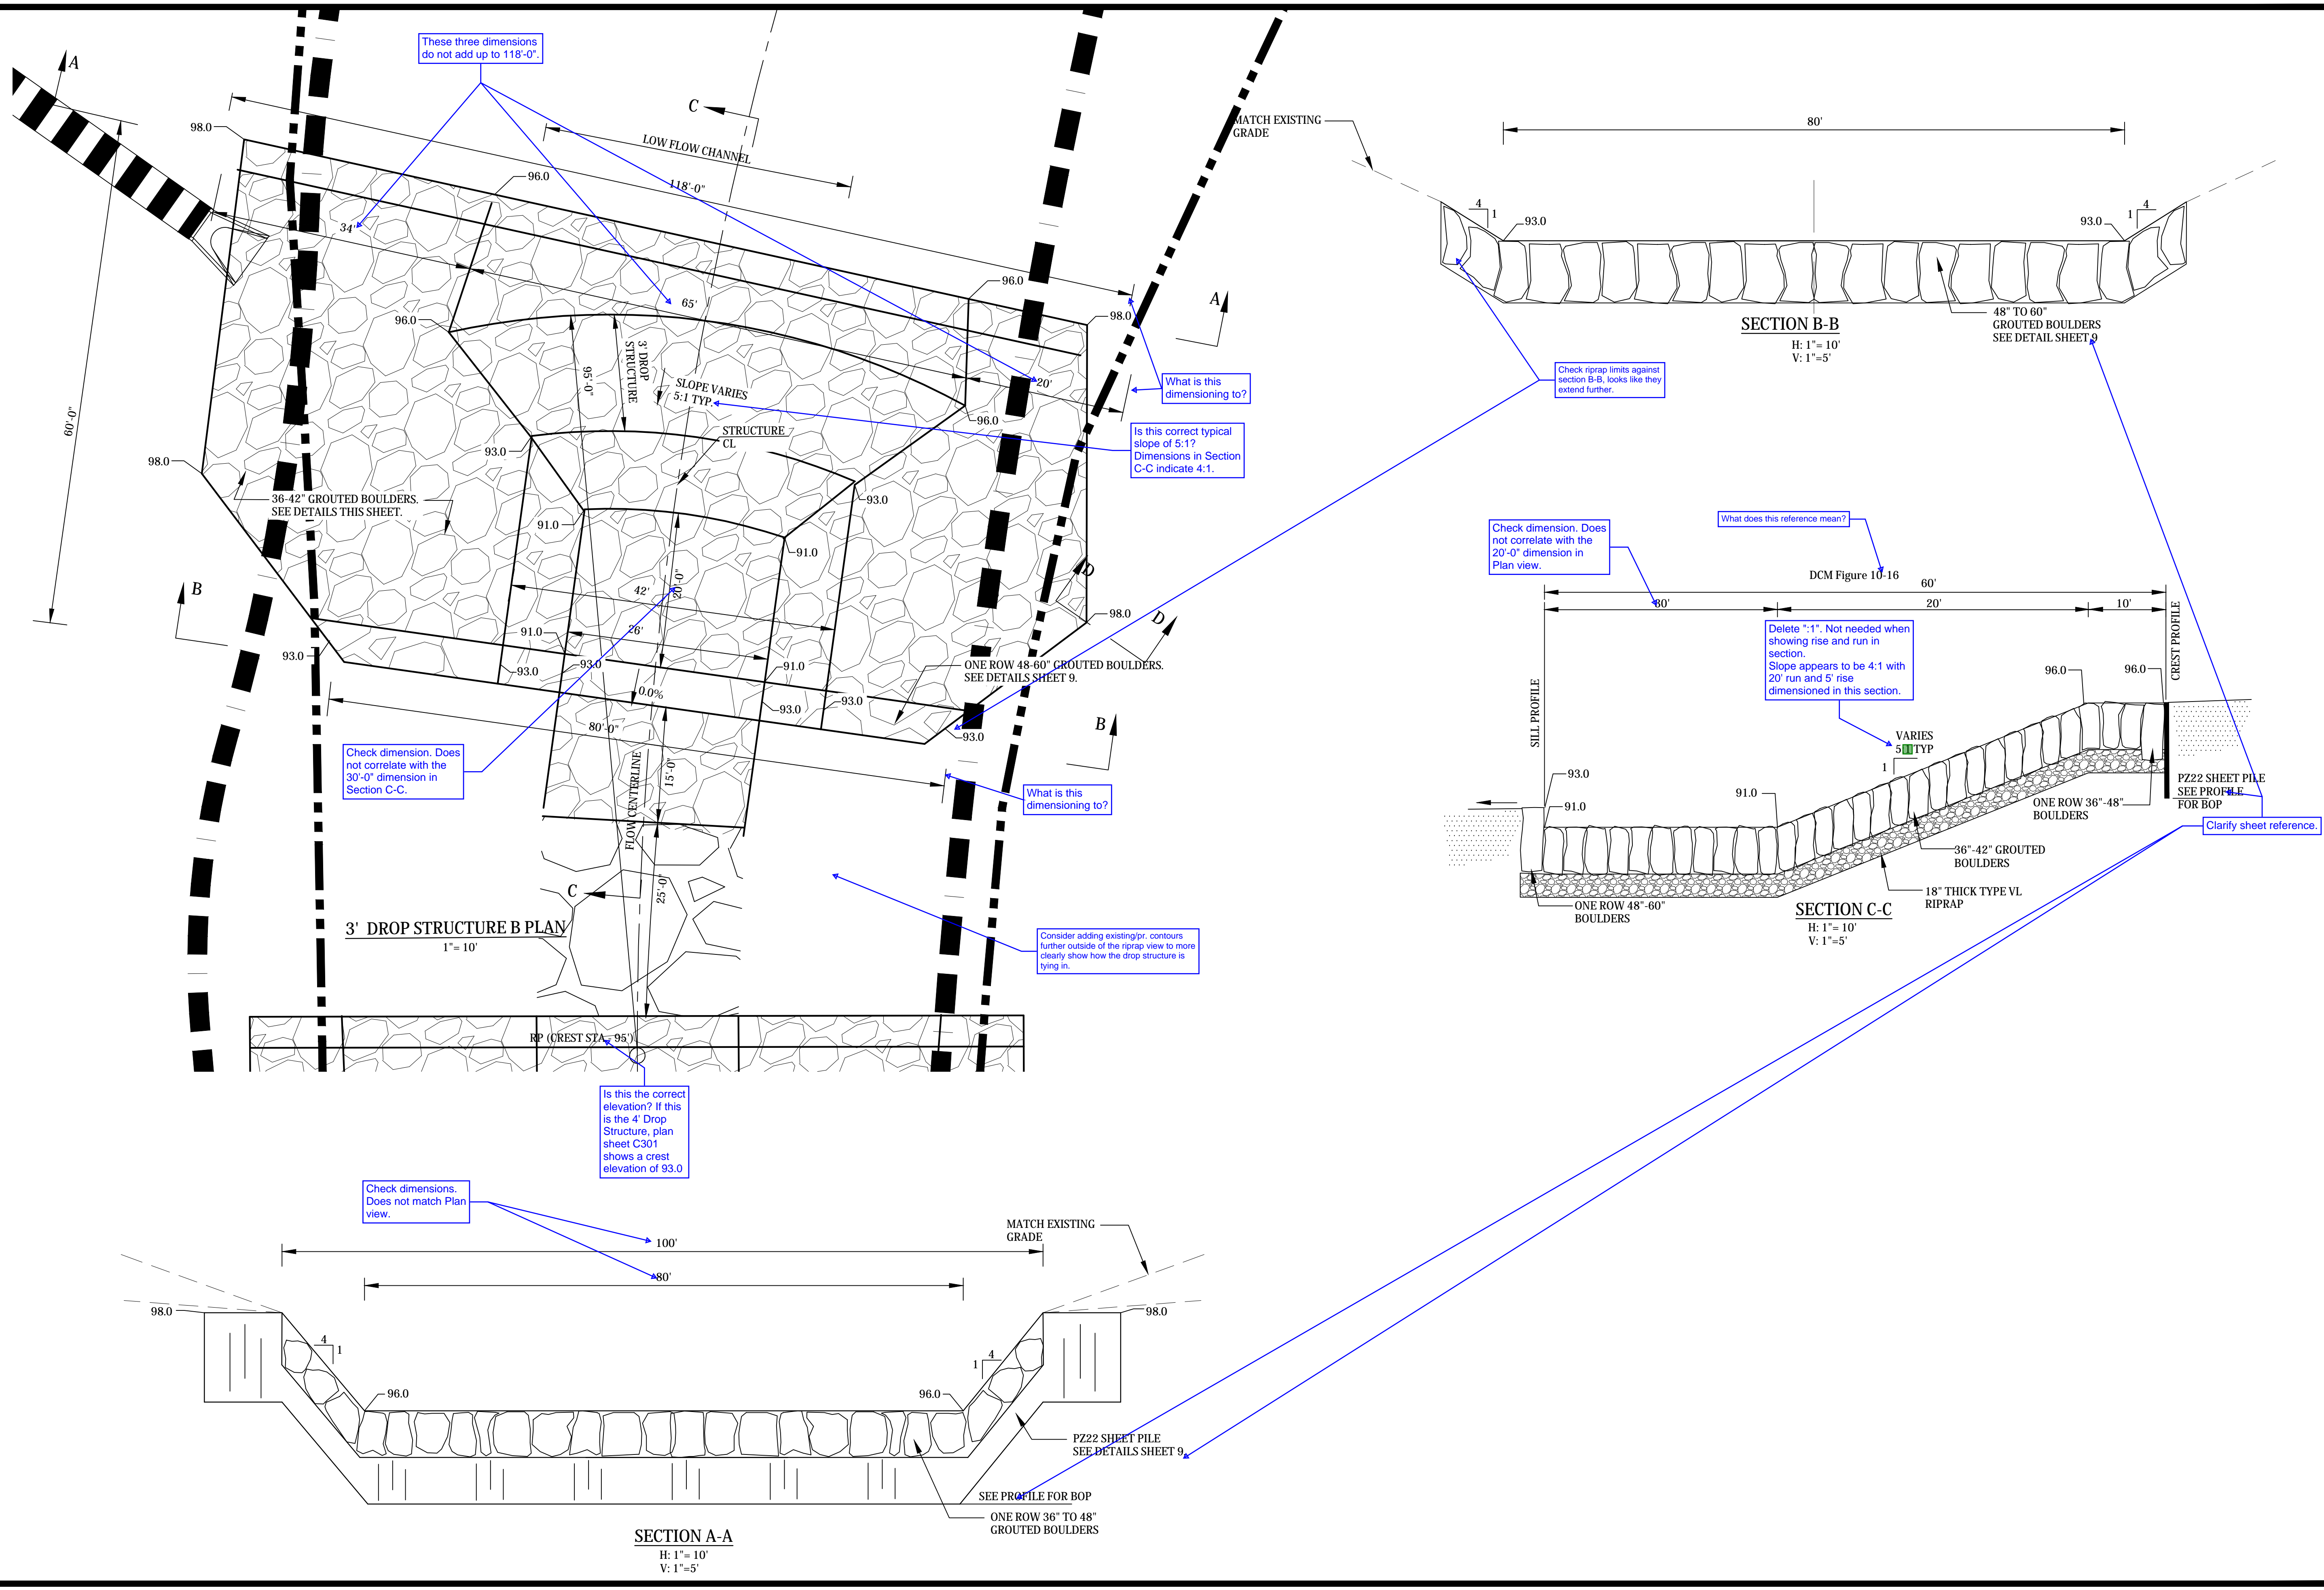 These three dimensions
do not add up to 118'-0".
A
C
LOW FLOW CHANNEL
118'-0"
98.0
96.0
34'
65'
96.0
98.0
A
96.0
3' DROP
STRUCTURE
95'-0"
SLOPE VARIES
5:1 TYP.
20'
What is this
dimensioning to?
60'-0"
96.0
STRUCTURE
CL
Is this correct typical
slope of 5:1?
Dimensions in Section
C-C indicate 4:1.
93.0
98.0
36-42" GROUTED BOULDERS.
SEE DETAILS THIS SHEET.
93.0
91.0
91.0
B
42'
20'-0"
D
98.0
D
26'
91.0
93.0
93.0
93.0
91.0
ONE ROW 48-60" GROUTED BOULDERS.
SEE DETAILS SHEET 9.
0.0%
93.0
93.0
80'-0"
93.0
B
Check dimension. Does
not correlate with the
30'-0" dimension in
Section C-C.
FLOW CENTERLINE
15'-0"
What is this
dimensioning to?
C
25'-0"
3' DROP STRUCTURE B PLAN
1"= 10'
Consider adding existing/pr. contours
further outside of the riprap view to more
clearly show how the drop structure is
tying in.
RP (CREST STA, 95')
Is this the correct
elevation? If this
is the 4' Drop
Structure, plan
sheet C301
shows a crest
elevation of 93.0
Check dimensions.
Does not match Plan
view.
100'
80'
MATCH EXISTING
GRADE
98.0
98.0
4
1
4
1
96.0
96.0
PZ22 SHEET PILE
SEE DETAILS SHEET 9
SEE PROFILE FOR BOP
ONE ROW 36" TO 48"
GROUTED BOULDERS
SECTION A-A
H: 1"= 10'
V: 1"=5'
MATCH EXISTING
GRADE
80'
4
1
93.0
93.0
4
1
48" TO 60"
GROUTED BOULDERS
SEE DETAIL SHEET 9
SECTION B-B
H: 1"= 10'
V: 1"=5'
Check riprap limits against
section B-B, looks like they
extend further.
Check dimension. Does
not correlate with the
20'-0" dimension in
Plan view.
What does this reference mean?
DCM Figure 10-16
60'
30'
20'
10'
Delete ":1". Not needed when
showing rise and run in
section.
Slope appears to be 4:1 with
20' run and 5' rise
dimensioned in this section.
SILL PROFILE
CREST PROFILE
96.0
96.0
VARIES
5:1 TYP
1
93.0
91.0
91.0
PZ22 SHEET PILE
SEE PROFILE
FOR BOP
ONE ROW 36"-48"
BOULDERS
Clarify sheet reference.
36"-42" GROUTED
BOULDERS
18" THICK TYPE VL
RIPRAP
ONE ROW 48"-60"
BOULDERS
SECTION C-C
H: 1"= 10'
V: 1"=5'